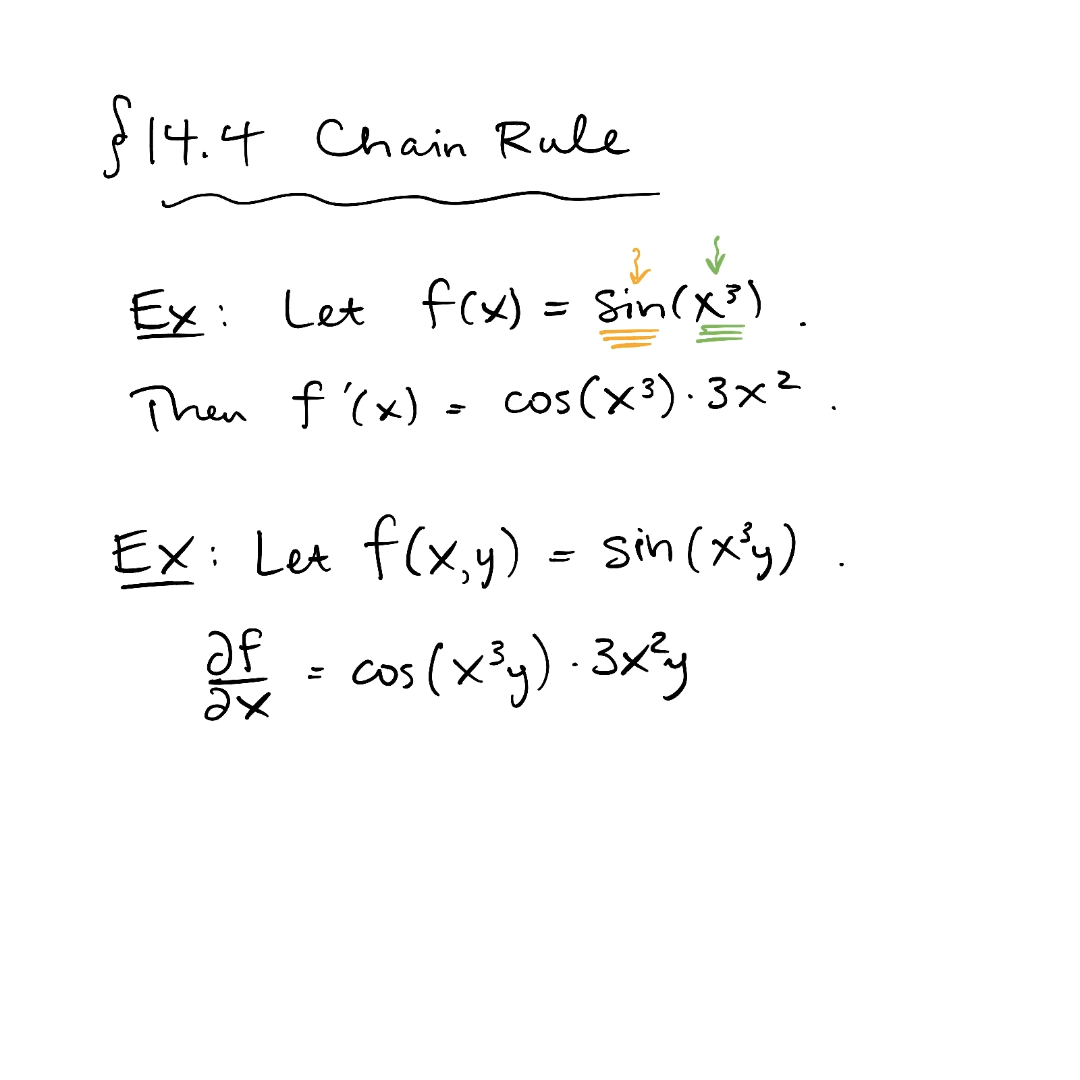 §14.4 Chain Rule
Ex: Let f(x) = sin(x³).
Then f'(x) = cos(x³)·3x².
Ex: Let f(x,y) = sin(x³y).
∂f/∂x = cos(x³y)·3x²y